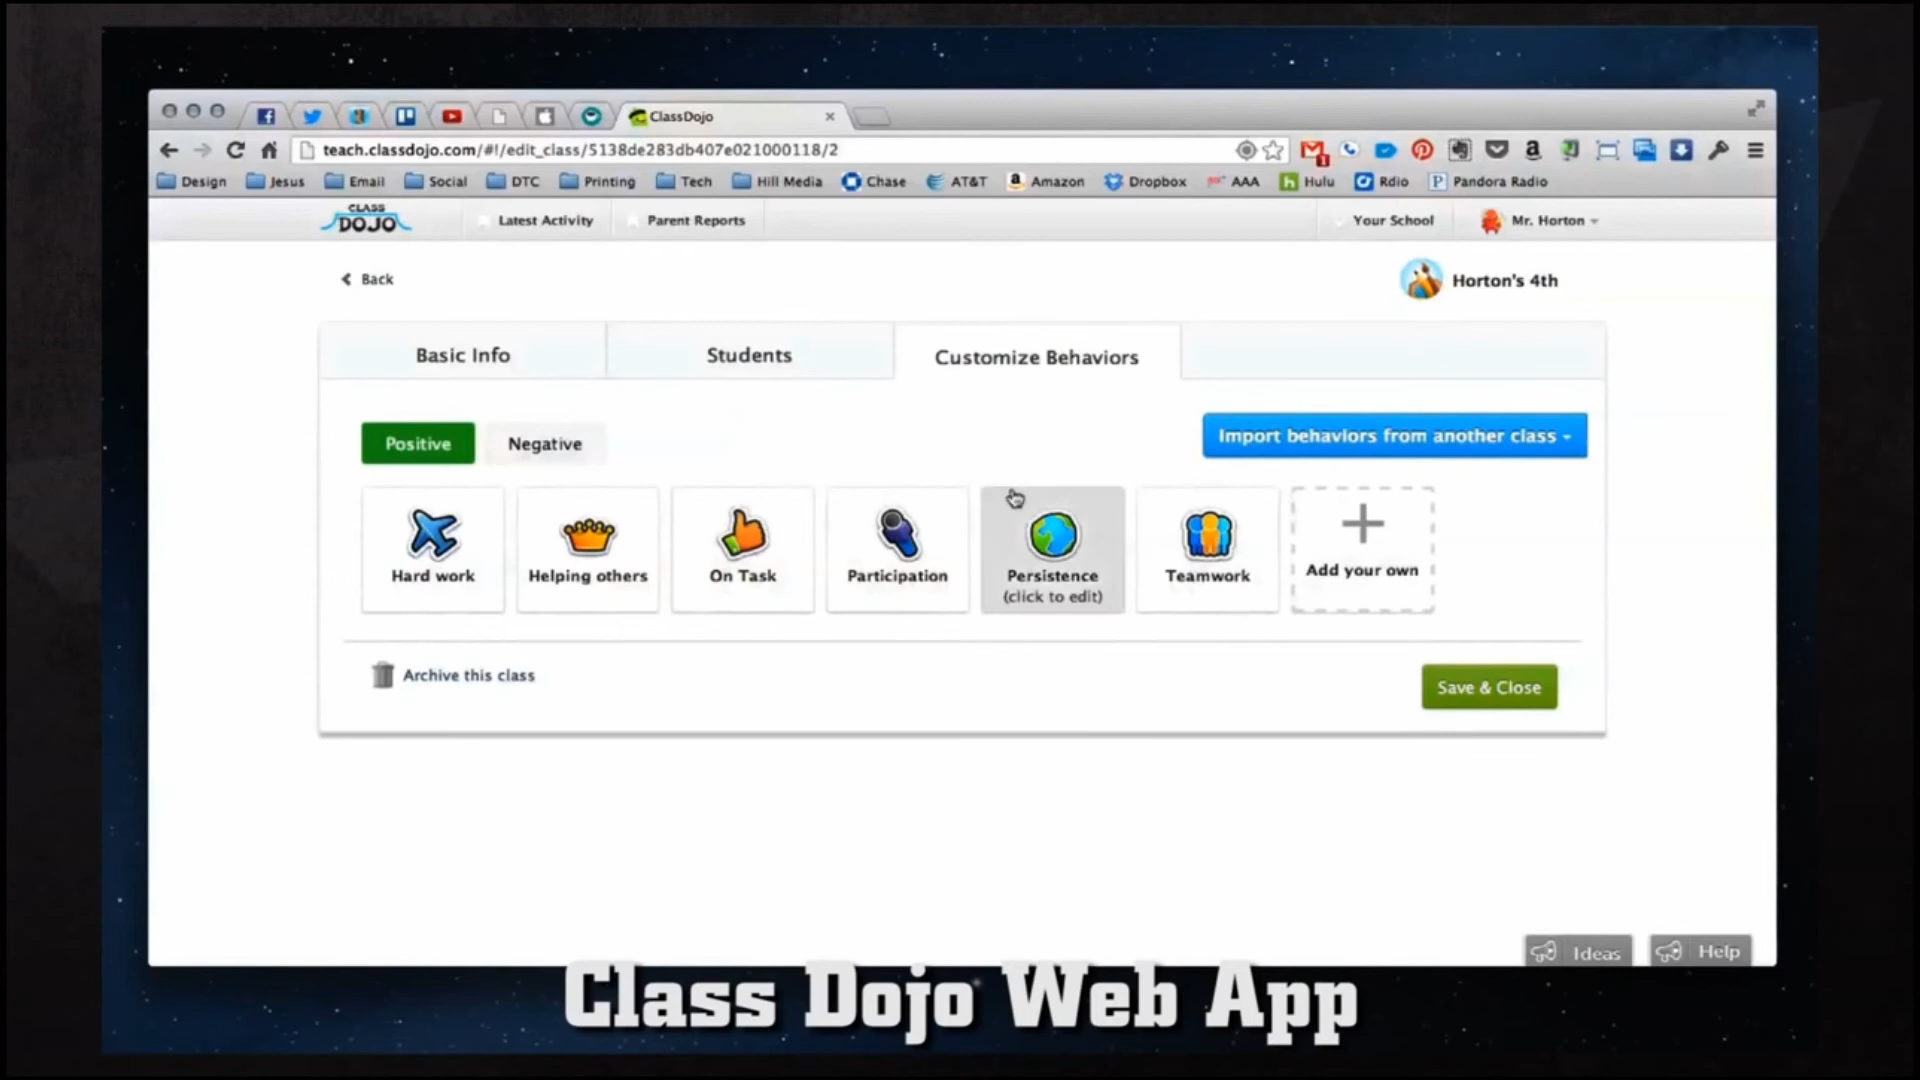 ClassDojo
teach.classdojo.com/#!/edit_class/5138de283db407e021000118/2
Design Jesus Email Social DTC Printing Tech Hill Media Chase AT&T Amazon Dropbox AAA Hulu Rdio Pandora Radio
CLASS
DOJO
Latest Activity Parent Reports Your School Mr. Horton
Back Horton's 4th
Basic Info Students Customize Behaviors
Positive Negative Import behaviors from another class
Hard work Helping others On Task Participation Persistence Teamwork Add your own
(click to edit)
Archive this class Save & Close
Ideas Help
Class Dojo Web App